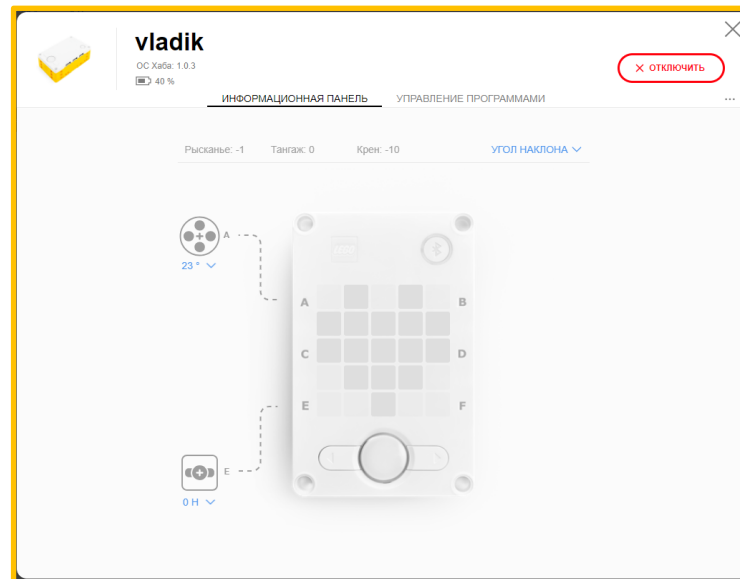 vladik
ОС Хаба: 1.0.3
40 %
× ОТКЛЮЧИТЬ
ИНФОРМАЦИОННАЯ ПАНЕЛЬ УПРАВЛЕНИЕ ПРОГРАММАМИ ...
Рысканье: -1 Тангаж: 0 Крен: -10 УГОЛ НАКЛОНА
A
23 °
A B
C D
E F
E
0 Н